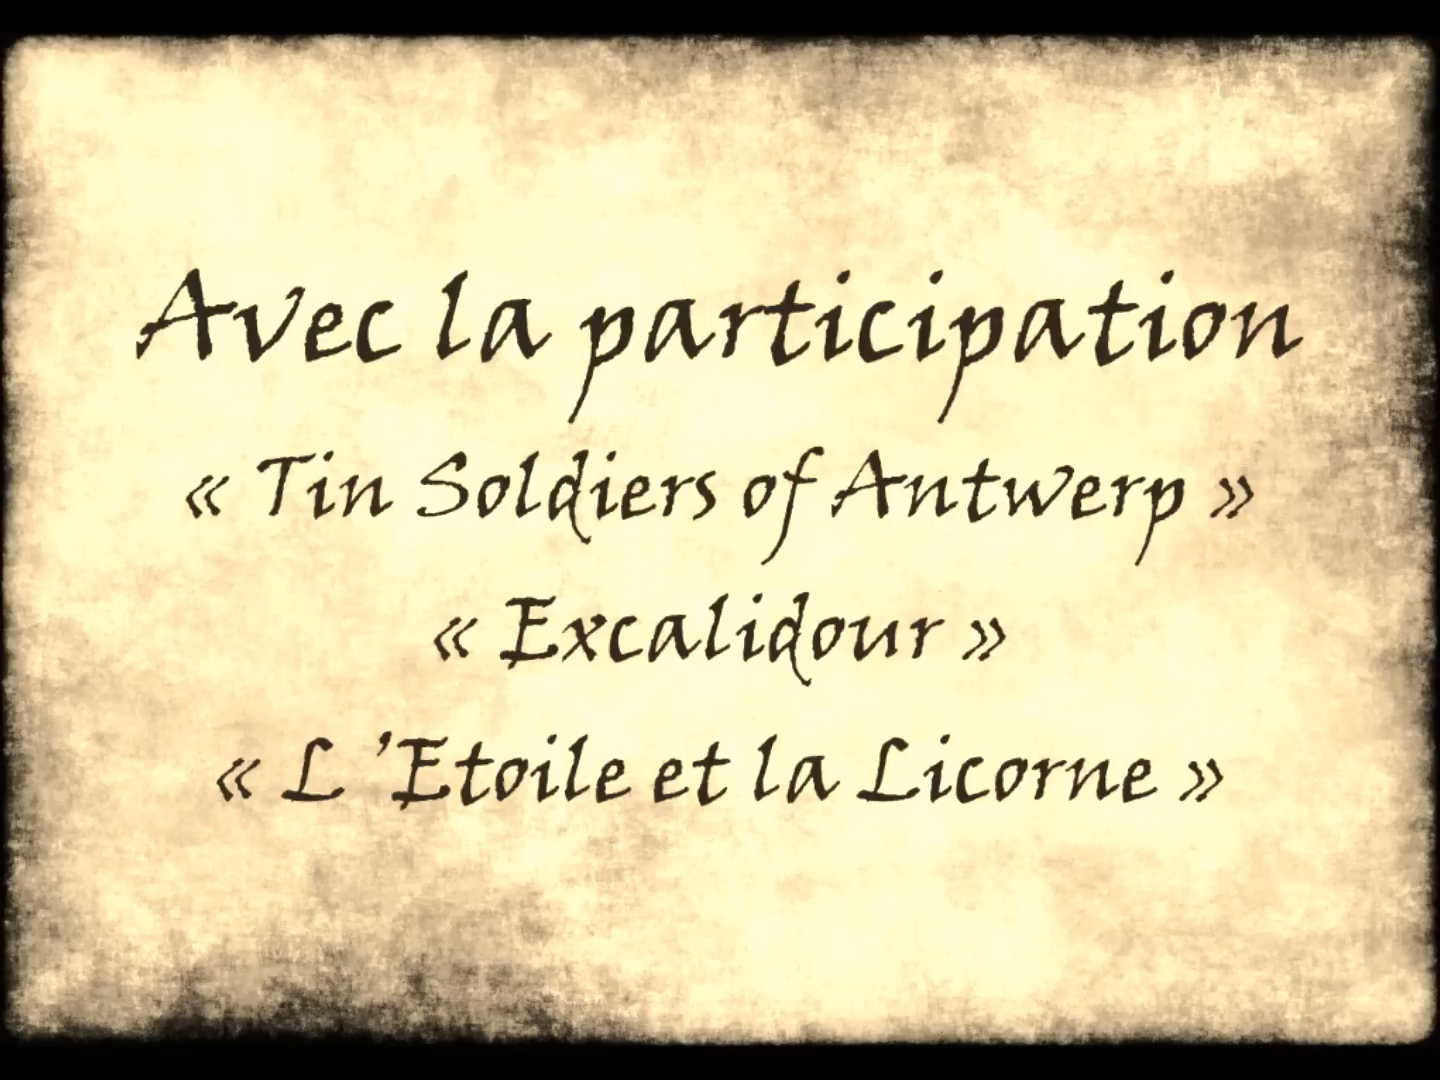 Avec la participation
« Tin Soldiers of Antwerp »
« Excalidour »
« L 'Etoile et la Licorne »